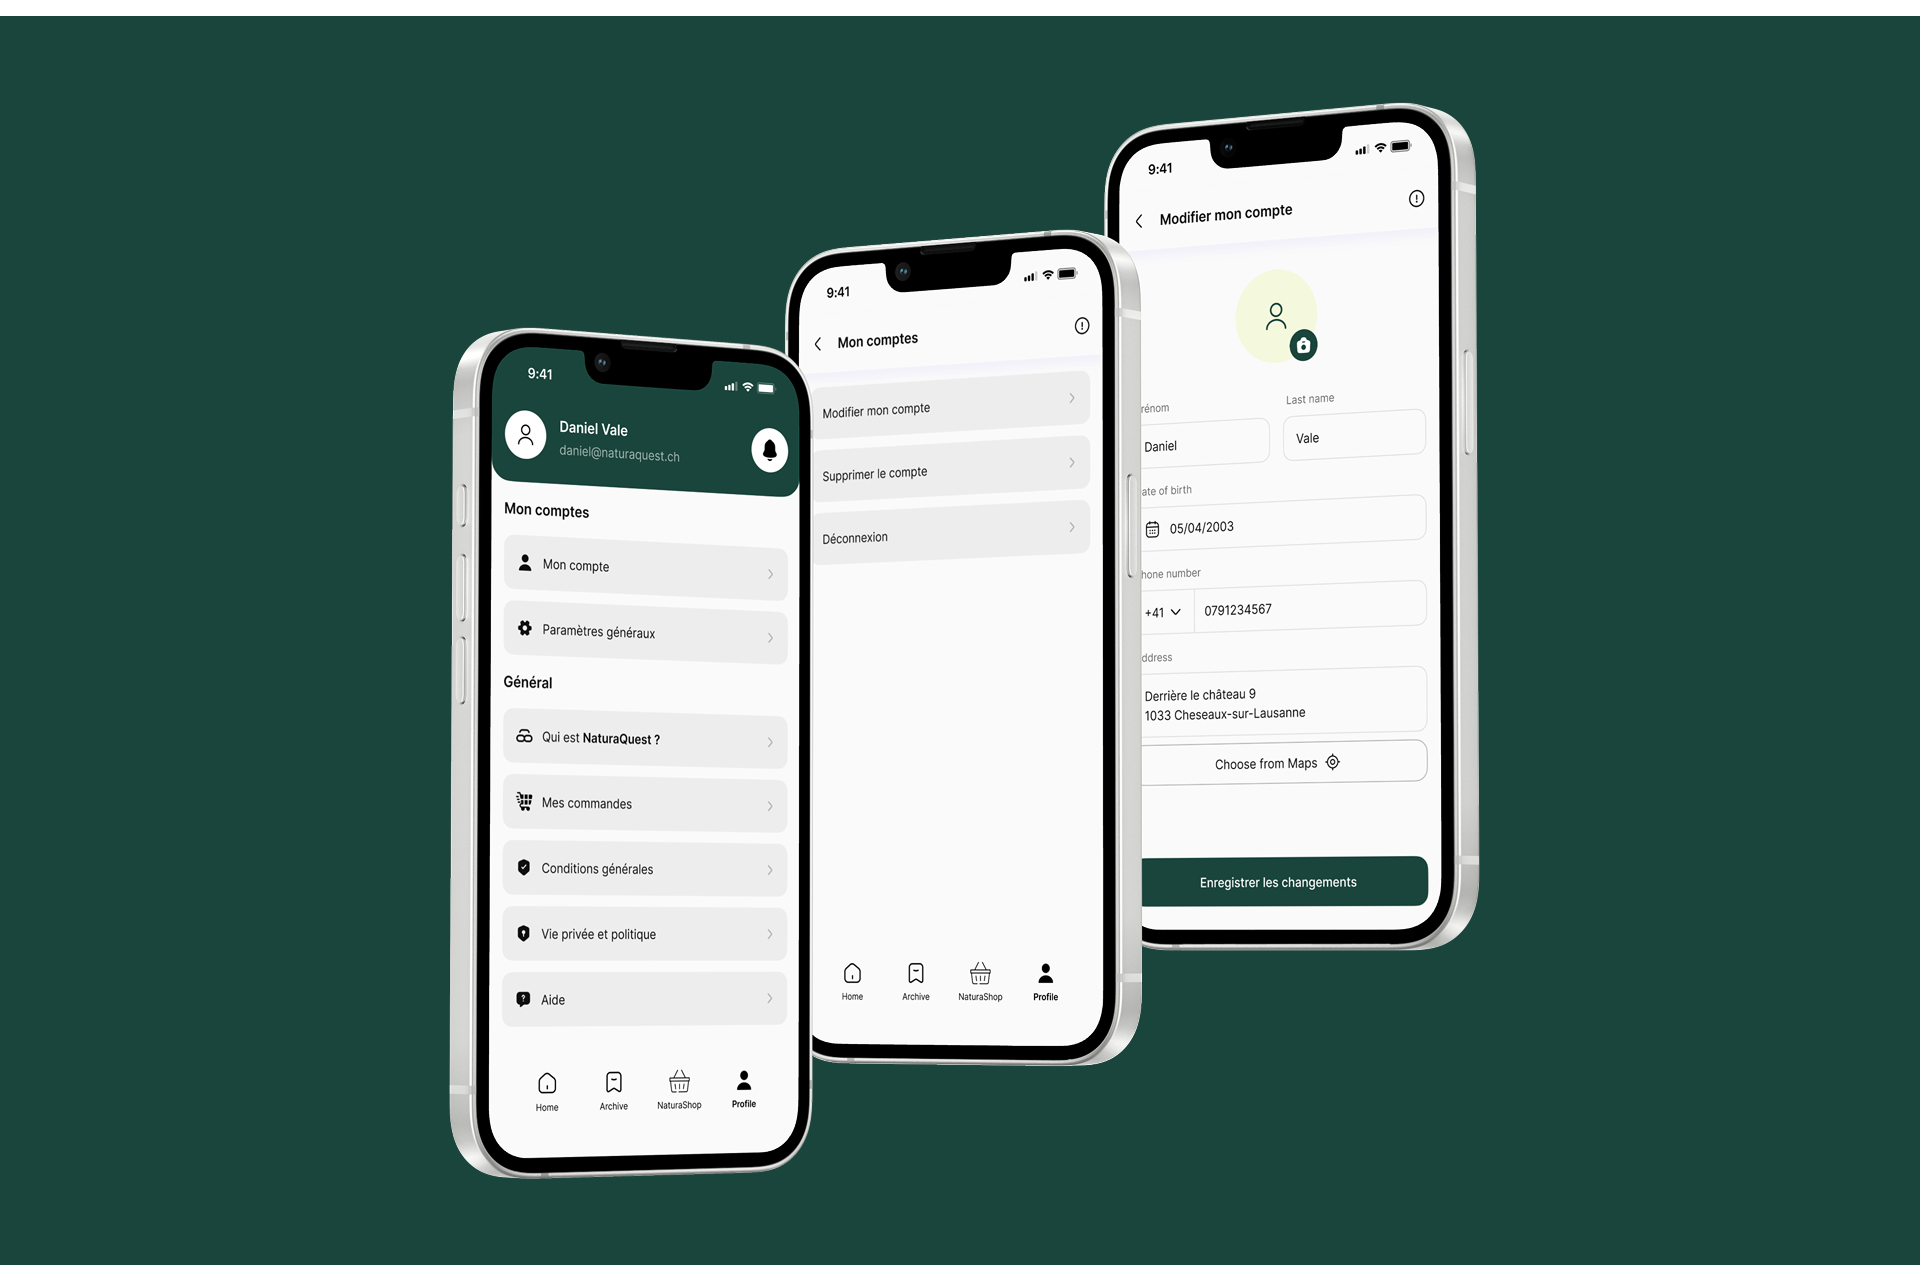 9:41
Daniel Vale
daniel@naturaquest.ch
Mon comptes
Mon compte
Paramètres généraux
Général
Qui est NaturaQuest ?
Mes commandes
Conditions générales
Vie privée et politique
Aide
Home Archive NaturaShop Profile
9:41
Mon comptes
Modifier mon compte
Supprimer le compte
Déconnexion
Home Archive NaturaShop Profile
9:41
Modifier mon compte
rénom Last name
Daniel Vale
ate of birth
05/04/2003
hone number
+41 0791234567
ddress
Derrière le château 9
1033 Cheseaux-sur-Lausanne
Choose from Maps
Enregistrer les changements